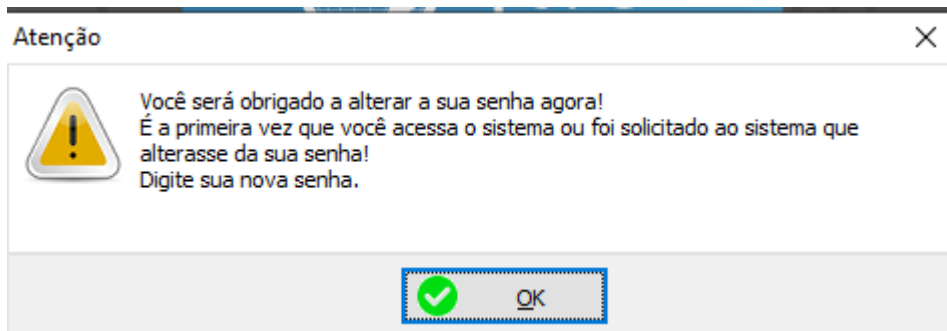 Atenção
Você será obrigado a alterar a sua senha agora!
É a primeira vez que você acessa o sistema ou foi solicitado ao sistema que
alterasse da sua senha!
Digite sua nova senha.
OK